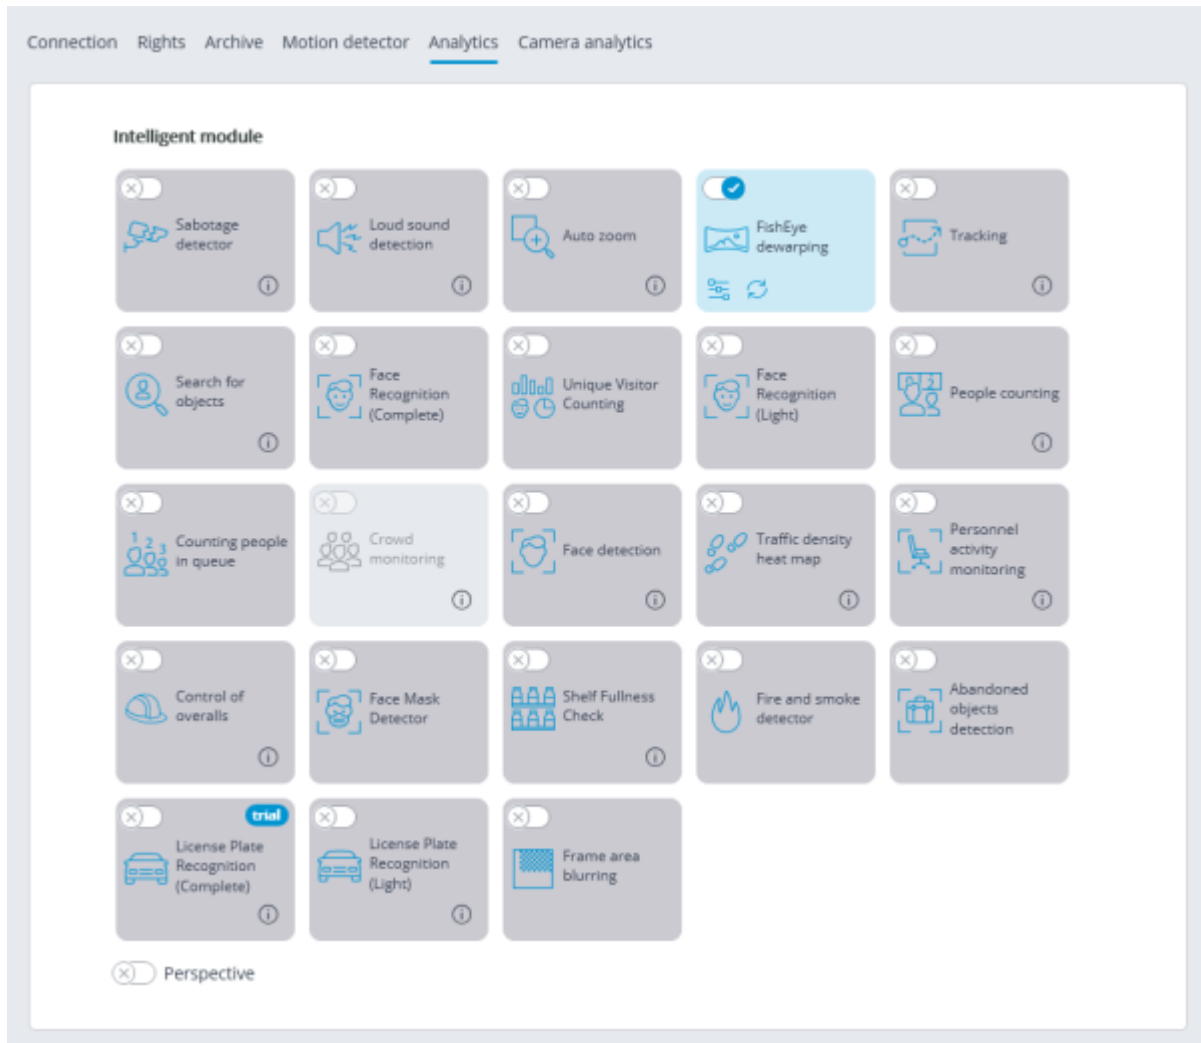 Connection Rights Archive Motion detector Analytics Camera analytics
Intelligent module
Sabotage
detector
Loud sound
detection
Auto zoom
FishEye
dewarping
Tracking
Search for
objects
Face
Recognition
(Complete)
Unique Visitor
Counting
Face
Recognition
(Light)
People counting
Counting people
in queue
Crowd
monitoring
Face detection
Traffic density
heat map
Personnel
activity
monitoring
Control of
overalls
Face Mask
Detector
Shelf Fullness
Check
Fire and smoke
detector
Abandoned
objects
detection
trial
License Plate
Recognition
(Complete)
License Plate
Recognition
(Light)
Frame area
blurring
Perspective